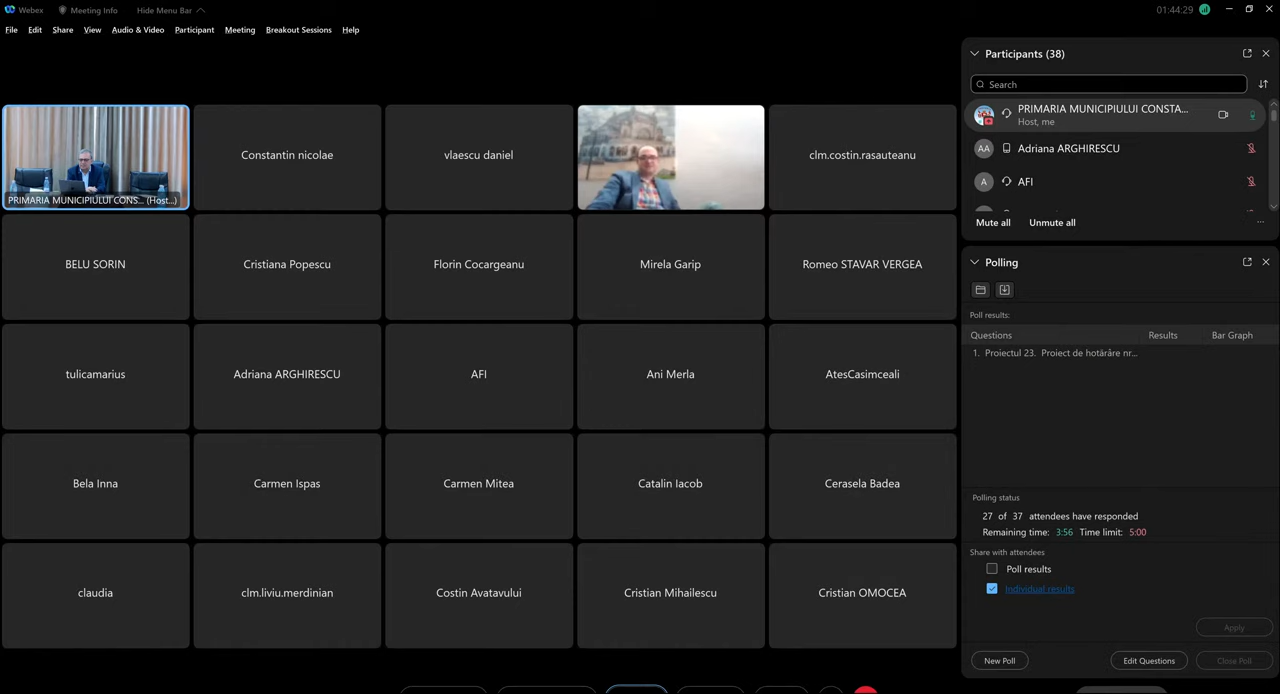 Webex
Meeting Info
Hide Menu Bar
01:44:29
File
Edit
Share
View
Audio & Video
Participant
Meeting
Breakout Sessions
Help
PRIMARIA MUNICIPIULUI CONS... (Host...)
Constantin nicolae
vlaescu daniel
clm.costin.rasauteanu
BELU SORIN
Cristiana Popescu
Florin Cocargeanu
Mirela Garip
Romeo STAVAR VERGEA
tulicamarius
Adriana ARGHIRESCU
AFI
Ani Merla
AtesCasimceali
Bela Inna
Carmen Ispas
Carmen Mitea
Catalin Iacob
Cerasela Badea
claudia
clm.liviu.merdinian
Costin Avatavului
Cristian Mihailescu
Cristian OMOCEA
Participants (38)
Search
PRIMARIA MUNICIPIULUI CONSTA...
Host, me
AA
Adriana ARGHIRESCU
A
AFI
Mute all
Unmute all
Polling
Poll results:
Questions
Results
Bar Graph
1. Proiectul 23. Proiect de hotărâre nr...
Polling status
27 of 37 attendees have responded
Remaining time: 3:56 Time limit: 5:00
Share with attendees
Poll results
Individual results
Apply
New Poll
Edit Questions
Close Poll